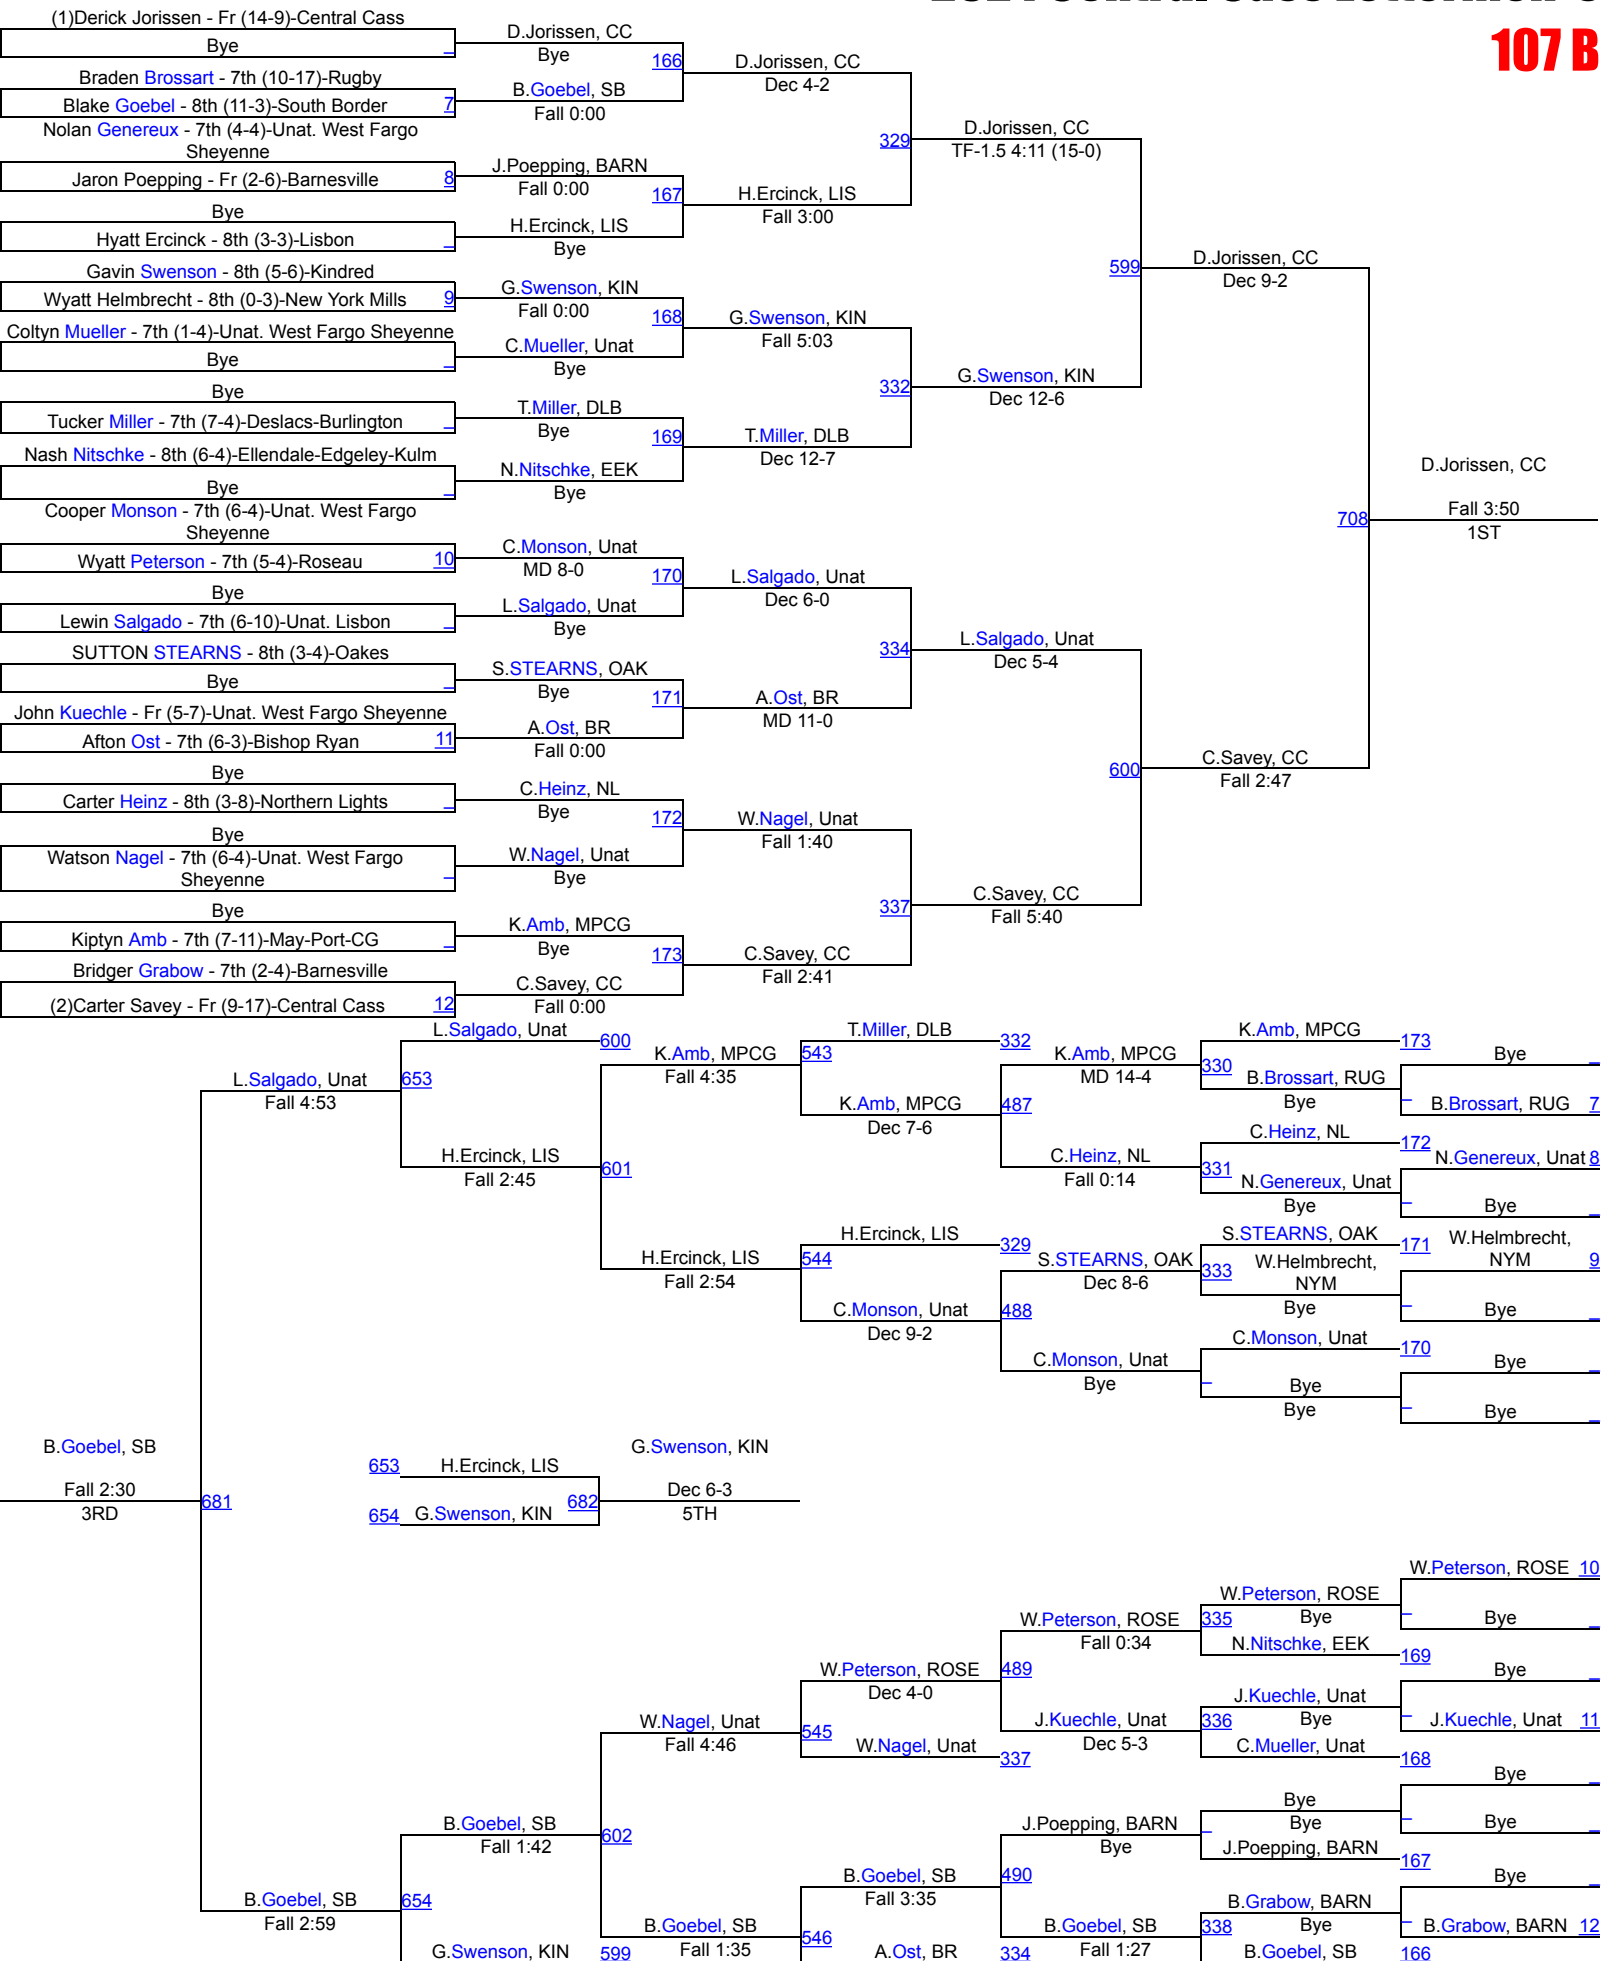 107 B
(1)Derick Jorissen - Fr (14-9)-Central Cass
Bye
Braden Brossart - 7th (10-17)-Rugby
Blake Goebel - 8th (11-3)-South Border 7
Nolan Genereux - 7th (4-4)-Unat. West Fargo
Sheyenne
Jaron Poepping - Fr (2-6)-Barnesville 8
Bye
Hyatt Ercinck - 8th (3-3)-Lisbon
Gavin Swenson - 8th (5-6)-Kindred
Wyatt Helmbrecht - 8th (0-3)-New York Mills 9
Coltyn Mueller - 7th (1-4)-Unat. West Fargo Sheyenne
Bye
Bye
Tucker Miller - 7th (7-4)-Deslacs-Burlington
Nash Nitschke - 8th (6-4)-Ellendale-Edgeley-Kulm
Bye
Cooper Monson - 7th (6-4)-Unat. West Fargo
Sheyenne
Wyatt Peterson - 7th (5-4)-Roseau 10
Bye
Lewin Salgado - 7th (6-10)-Unat. Lisbon
SUTTON STEARNS - 8th (3-4)-Oakes
Bye
John Kuechle - Fr (5-7)-Unat. West Fargo Sheyenne
Afton Ost - 7th (6-3)-Bishop Ryan 11
Bye
Carter Heinz - 8th (3-8)-Northern Lights
Bye
Watson Nagel - 7th (6-4)-Unat. West Fargo
Sheyenne
Bye
Kiptyn Amb - 7th (7-11)-May-Port-CG
Bridger Grabow - 7th (2-4)-Barnesville
(2)Carter Savey - Fr (9-17)-Central Cass 12
D.Jorissen, CC
Bye
166
B.Goebel, SB
Fall 0:00
J.Poepping, BARN
Fall 0:00
167
H.Ercinck, LIS
Bye
G.Swenson, KIN
Fall 0:00
168
C.Mueller, Unat
Bye
T.Miller, DLB
Bye
169
N.Nitschke, EEK
Bye
C.Monson, Unat
MD 8-0
170
L.Salgado, Unat
Bye
S.STEARNS, OAK
Bye
171
A.Ost, BR
Fall 0:00
C.Heinz, NL
Bye
172
W.Nagel, Unat
Bye
K.Amb, MPCG
Bye
173
C.Savey, CC
Fall 0:00
D.Jorissen, CC
Dec 4-2
329
H.Ercinck, LIS
Fall 3:00
G.Swenson, KIN
Fall 5:03
332
T.Miller, DLB
Dec 12-7
L.Salgado, Unat
Dec 6-0
334
A.Ost, BR
MD 11-0
W.Nagel, Unat
Fall 1:40
337
C.Savey, CC
Fall 2:41
D.Jorissen, CC
TF-1.5 4:11 (15-0)
599
G.Swenson, KIN
Dec 12-6
L.Salgado, Unat
Dec 5-4
600
C.Savey, CC
Fall 5:40
D.Jorissen, CC
Dec 9-2
708
C.Savey, CC
Fall 2:47
D.Jorissen, CC
Fall 3:50
1ST
B.Goebel, SB
Fall 2:30
3RD
L.Salgado, Unat
Fall 4:53
681
B.Goebel, SB
Fall 2:59
L.Salgado, Unat 600
653
H.Ercinck, LIS
Fall 2:45
653 H.Ercinck, LIS
654 G.Swenson, KIN 682
G.Swenson, KIN
Dec 6-3
5TH
B.Goebel, SB
Fall 1:42
654
G.Swenson, KIN 599
K.Amb, MPCG
Fall 4:35
601
H.Ercinck, LIS
Fall 2:54
W.Nagel, Unat
Fall 4:46
602
B.Goebel, SB
Fall 1:35
T.Miller, DLB 332
543
K.Amb, MPCG
Dec 7-6
H.Ercinck, LIS 329
544
C.Monson, Unat
Dec 9-2
W.Peterson, ROSE
Dec 4-0
545
W.Nagel, Unat 337
B.Goebel, SB
Fall 3:35
546
A.Ost, BR 334
K.Amb, MPCG
MD 14-4
487
C.Heinz, NL
Fall 0:14
S.STEARNS, OAK
Dec 8-6
488
C.Monson, Unat
Bye
W.Peterson, ROSE
Fall 0:34
489
J.Kuechle, Unat
Dec 5-3
J.Poepping, BARN
Bye
490
B.Goebel, SB
Fall 1:27
K.Amb, MPCG 173
330
B.Brossart, RUG
Bye
C.Heinz, NL 172
331
N.Genereux, Unat
Bye
S.STEARNS, OAK 171
333
W.Helmbrecht,
NYM
Bye
C.Monson, Unat 170
Bye
Bye
W.Peterson, ROSE
335 Bye
N.Nitschke, EEK 169
J.Kuechle, Unat
336 Bye
C.Mueller, Unat 168
Bye
Bye
J.Poepping, BARN 167
B.Grabow, BARN
338 Bye
B.Goebel, SB 166
Bye
B.Brossart, RUG 7
N.Genereux, Unat 8
Bye
W.Helmbrecht,
NYM 9
Bye
Bye
Bye
W.Peterson, ROSE 10
Bye
Bye
J.Kuechle, Unat 11
Bye
Bye
Bye
B.Grabow, BARN 12